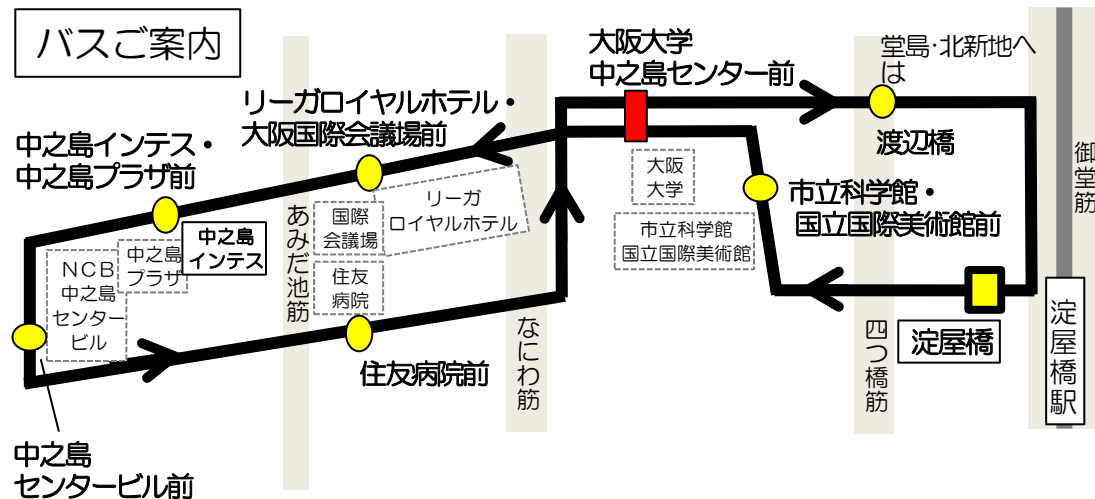 バスご案内
大阪大学
中之島センター前
堂島・北新地へ
は
リーガロイヤルホテル・
大阪国際会議場前
中之島インテス・
中之島プラザ前
渡辺橋
御堂筋
大阪
大学
市立科学館・
国立国際美術館前
リーガ
ロイヤルホテル
国際
会議場
あみだ池筋
中之島
インテス
中之島
プラザ
市立科学館
国立国際美術館
NCB
中之島
センター
ビル
住友
病院
なにわ筋
四つ橋筋
淀屋橋
淀屋橋駅
住友病院前
中之島
センタービル前